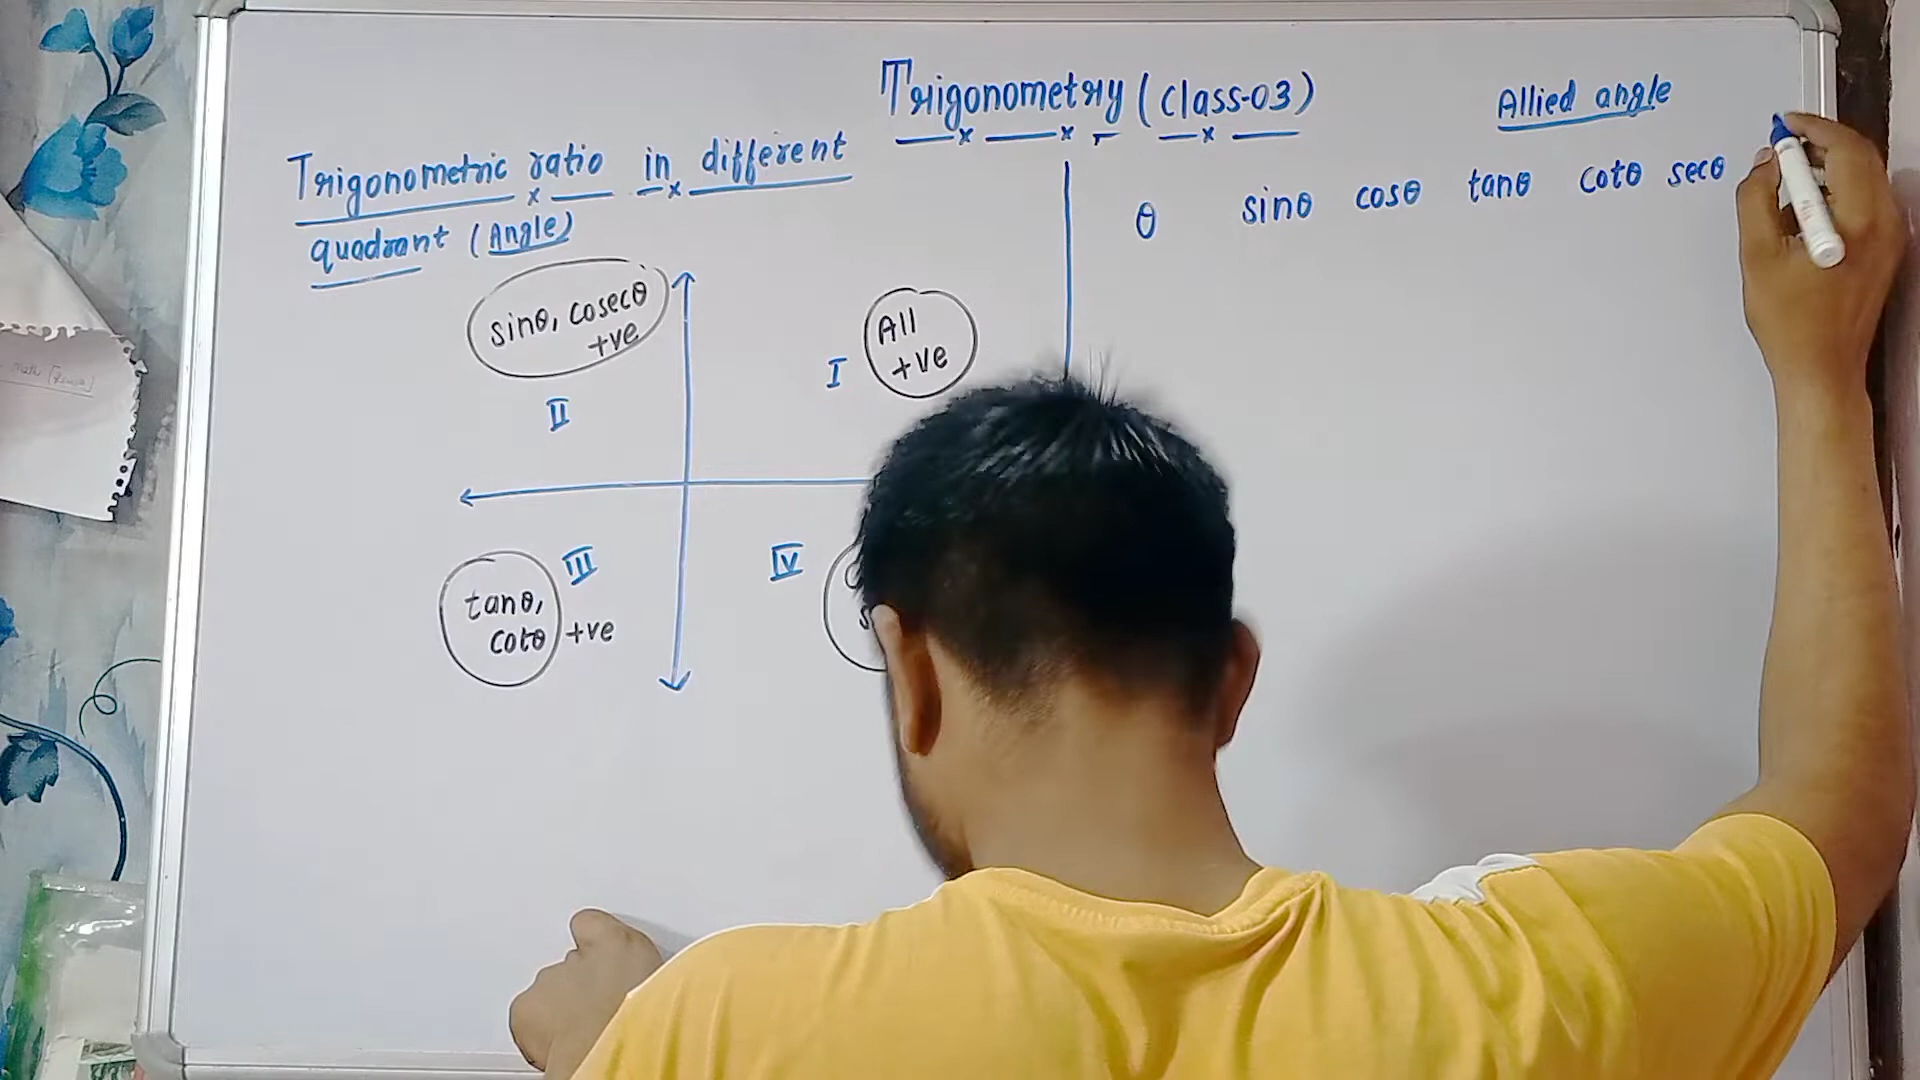 Trigonometry (Class-03)
Trigonometric ratio in different
quadrant (Angle)
sinθ, cosecθ
+ve
II
I
All
+ve
III
tanθ,
cotθ +ve
IV
Allied angle
θ sinθ cosθ tanθ cotθ secθ